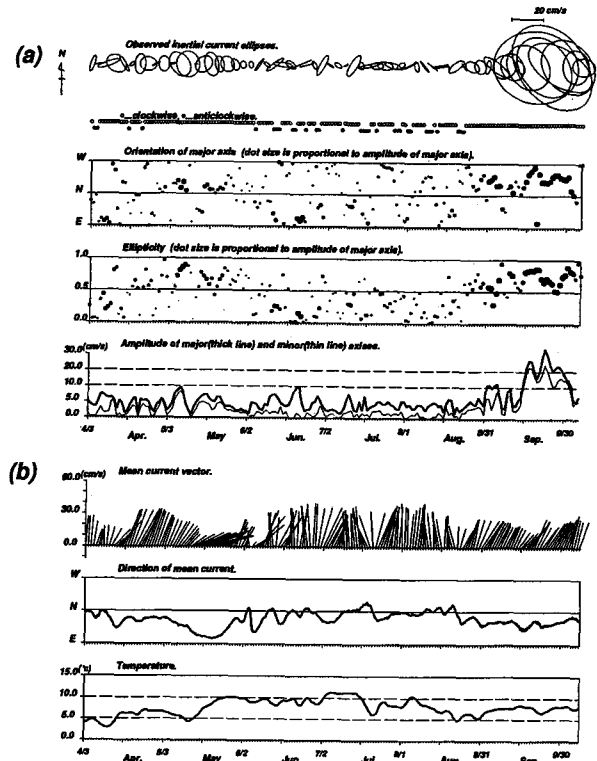 20 cm/s
(a)
N
Observed inertial current ellipses.
•...clockwise, •...anticlockwise.
Orientation of major axis (dot size is proportional to amplitude of major axis).
W
N
E
Ellipticity (dot size is proportional to amplitude of major axis).
1.0
0.5
0.0
Amplitude of major(thick line) and minor(thin line) axises.
30.0 (cm/s)
20.0
10.0
5.0
0.0
4/3 5/3 6/2 7/2 8/1 8/31 9/30
Apr. May Jun. Jul. Aug. Sep.
(b)
60.0 (cm/s) Mean current vector.
30.0
0.0
Direction of mean current.
W
N
E
15.0 (°c) Temperature.
10.0
5.0
0.0
4/3 5/3 6/2 7/2 8/1 8/31 9/30
Apr. May Jun. Jul. Aug. Sep.